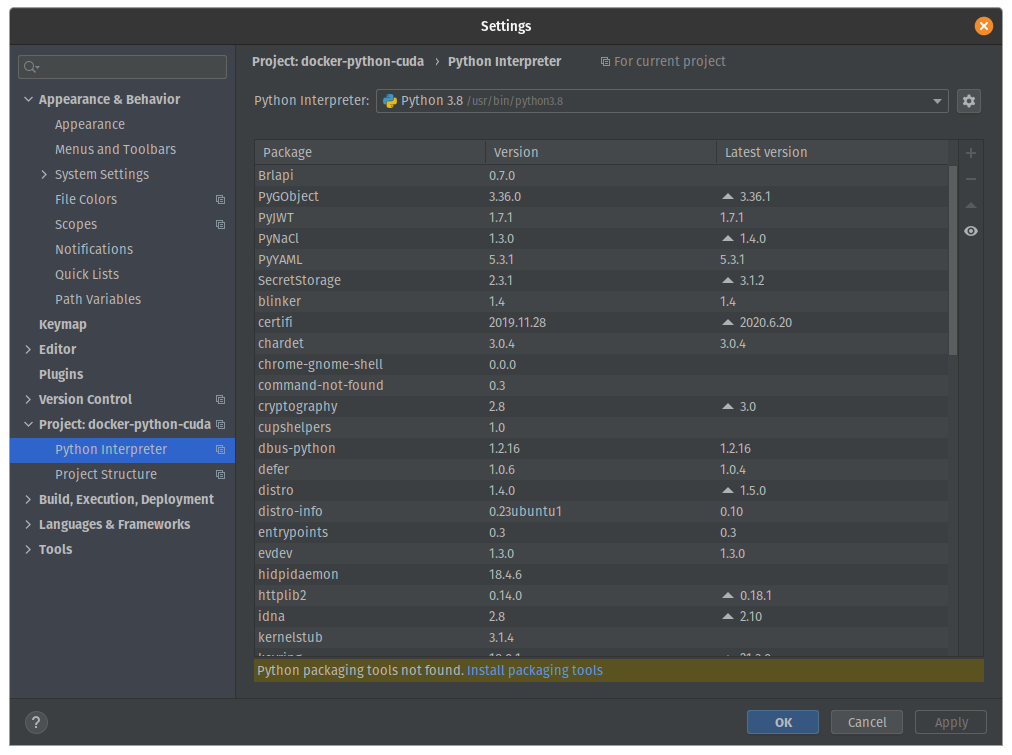 Settings
Project: docker-python-cuda › Python Interpreter For current project
Python Interpreter: Python 3.8 /usr/bin/python3.8
Appearance & Behavior
Appearance
Menus and Toolbars
System Settings
File Colors
Scopes
Notifications
Quick Lists
Path Variables
Keymap
Editor
Plugins
Version Control
Project: docker-python-cuda
Python Interpreter
Project Structure
Build, Execution, Deployment
Languages & Frameworks
Tools
Package Version Latest version
Brlapi 0.7.0
PyGObject 3.36.0 3.36.1
PyJWT 1.7.1 1.7.1
PyNaCl 1.3.0 1.4.0
PyYAML 5.3.1 5.3.1
SecretStorage 2.3.1 3.1.2
blinker 1.4 1.4
certifi 2019.11.28 2020.6.20
chardet 3.0.4 3.0.4
chrome-gnome-shell 0.0.0
command-not-found 0.3
cryptography 2.8 3.0
cupshelpers 1.0
dbus-python 1.2.16 1.2.16
defer 1.0.6 1.0.4
distro 1.4.0 1.5.0
distro-info 0.23ubuntu1 0.10
entrypoints 0.3 0.3
evdev 1.3.0 1.3.0
hidpidaemon 18.4.6
httplib2 0.14.0 0.18.1
idna 2.8 2.10
kernelstub 3.1.4
Python packaging tools not found. Install packaging tools
? OK Cancel Apply